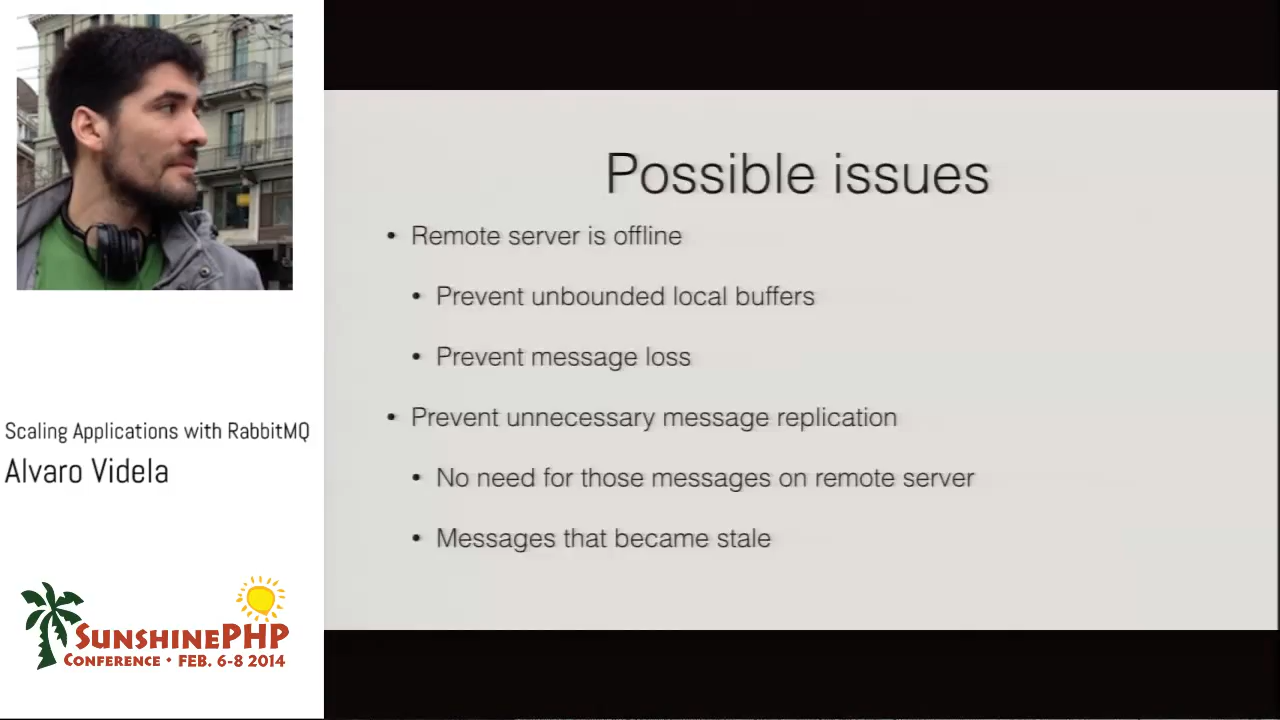 Scaling Applications with RabbitMQ
Alvaro Videla
SUNSHINEPHP
CONFERENCE • FEB. 6-8 2014
Possible issues
• Remote server is offline
• Prevent unbounded local buffers
• Prevent message loss
• Prevent unnecessary message replication
• No need for those messages on remote server
• Messages that became stale